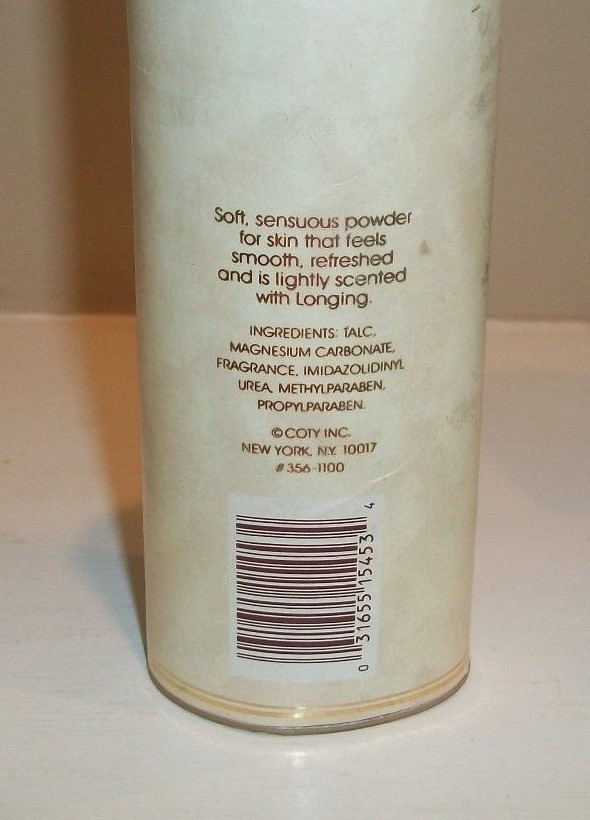 Soft, sensuous powder
for skin that feels
smooth, refreshed
and is lightly scented
with Longing.
INGREDIENTS: TALC,
MAGNESIUM CARBONATE,
FRAGRANCE, IMIDAZOLIDINYL
UREA, METHYLPARABEN,
PROPYLPARABEN.
© COTY INC.
NEW YORK, N.Y. 10017
#356-1100
0 31655 15453 4